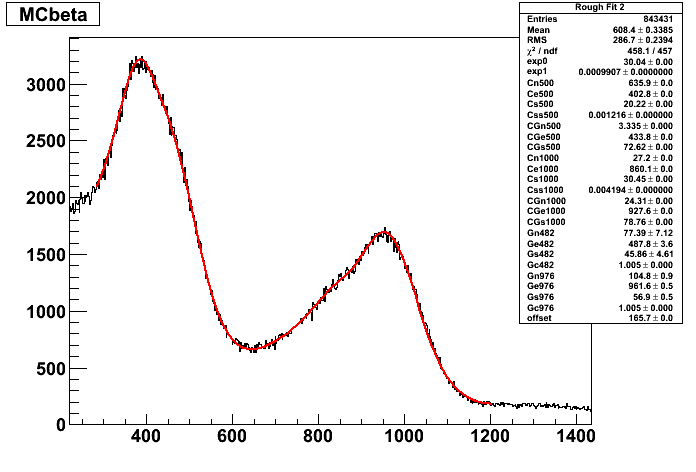 MCbeta
Rough Fit 2
Entries 843431
Mean 608.4 ± 0.3385
RMS 286.7 ± 0.2394
χ² / ndf 458.1 / 457
exp0 30.04 ± 0.0
exp1 0.0009907 ± 0.0000000
Cn500 635.9 ± 0.0
Ce500 402.8 ± 0.0
Cs500 20.22 ± 0.00
Css500 0.001216 ± 0.000000
CGn500 3.335 ± 0.000
CGe500 433.8 ± 0.0
CGs500 72.62 ± 0.00
Cn1000 27.2 ± 0.0
Ce1000 860.1 ± 0.0
Cs1000 30.45 ± 0.00
Css1000 0.004194 ± 0.000000
CGn1000 24.31 ± 0.00
CGe1000 927.6 ± 0.0
CGs1000 78.76 ± 0.00
Gn482 77.39 ± 7.12
Ge482 487.8 ± 3.6
Gs482 45.86 ± 4.61
Gc482 1.005 ± 0.000
Gn976 104.8 ± 0.9
Ge976 961.6 ± 0.5
Gs976 56.9 ± 0.5
Gc976 1.005 ± 0.000
offset 165.7 ± 0.0
3000
2500
2000
1500
1000
500
0
400 600 800 1000 1200 1400